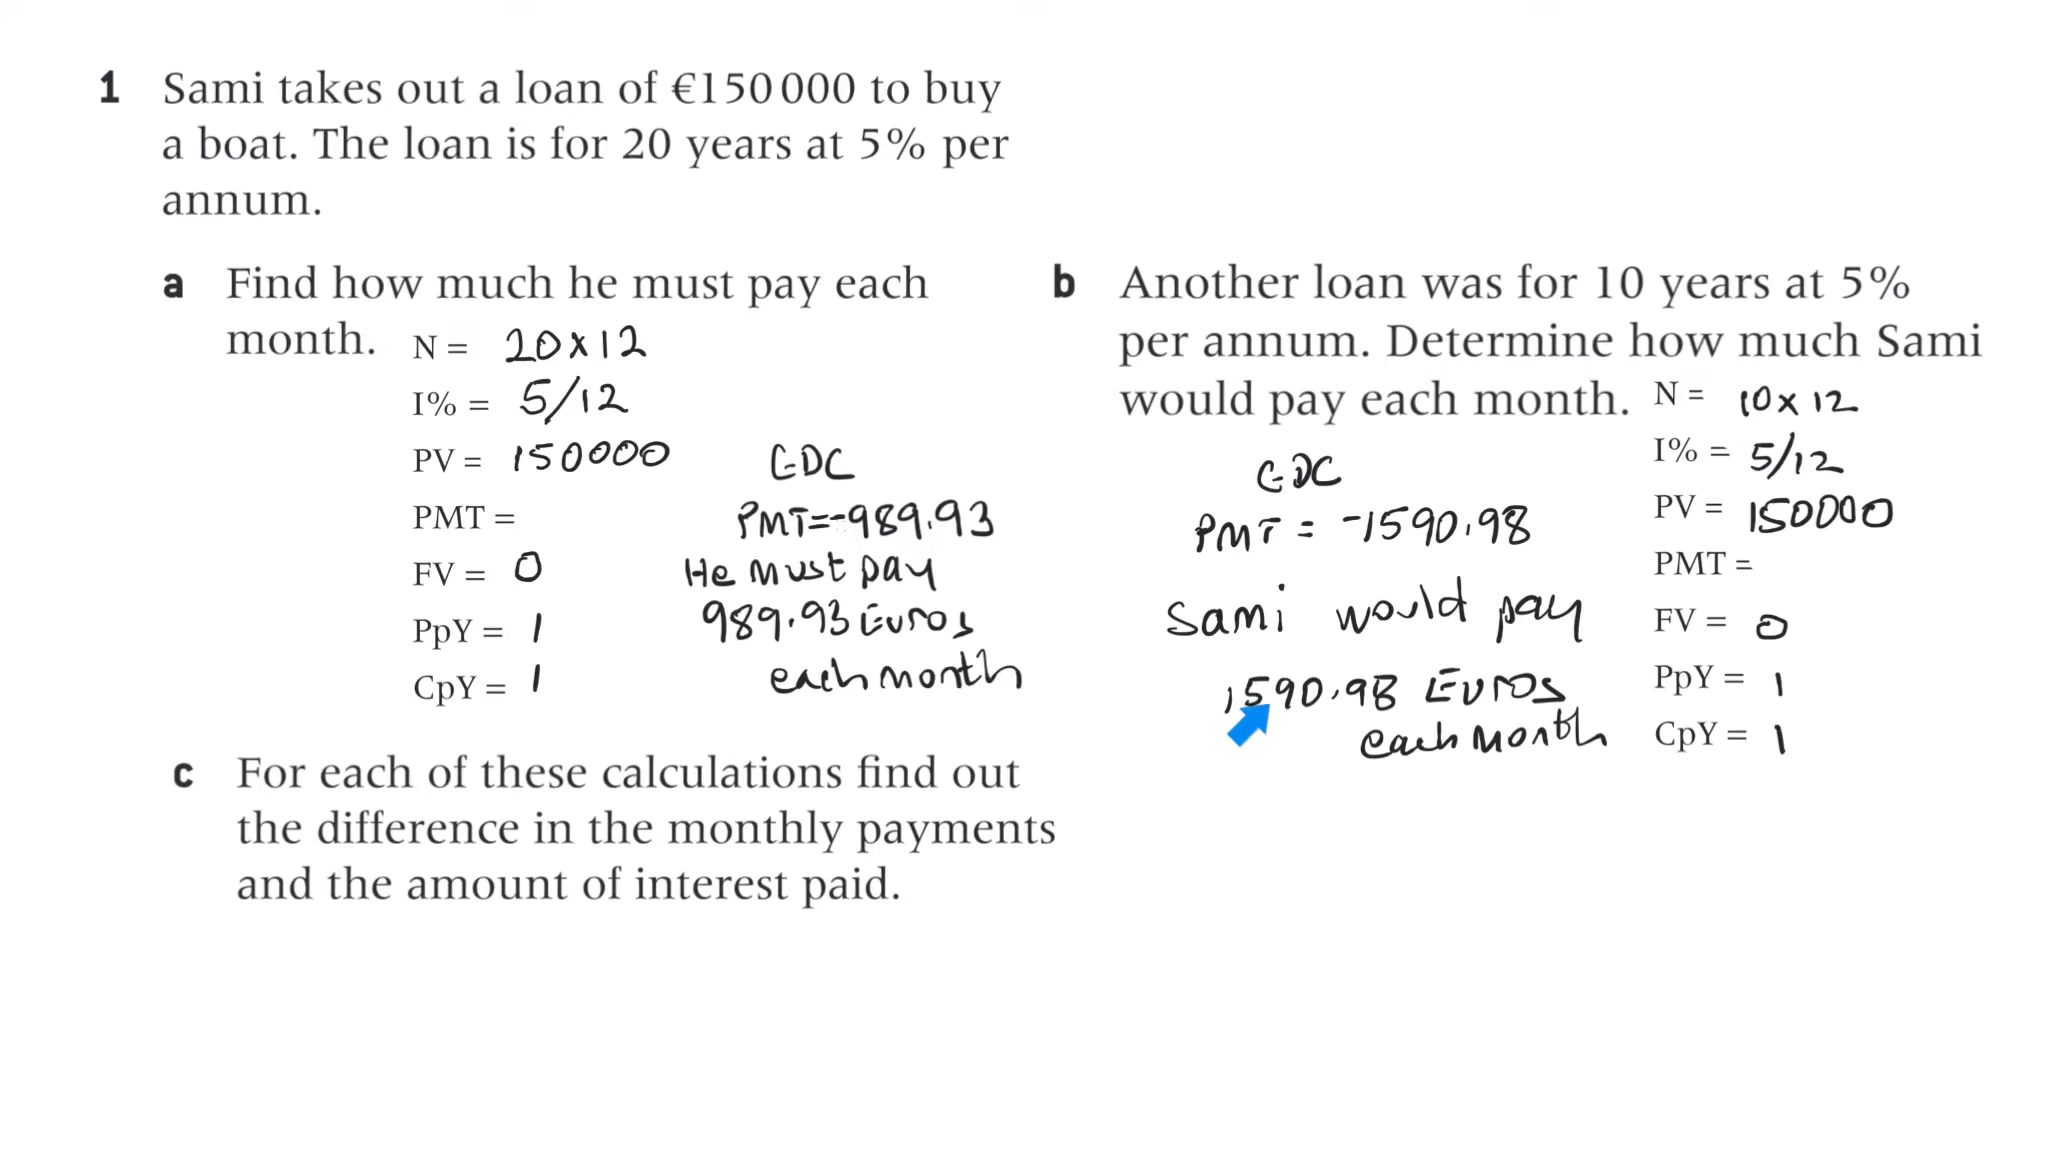 1 Sami takes out a loan of €150 000 to buy
a boat. The loan is for 20 years at 5% per
annum.
a Find how much he must pay each
month.
N = 20 x 12
I% = 5/12
PV = 150000
PMT =
FV = 0
PpY = 1
CpY = 1
GDC
PMT=-989.93
He must pay
989.93 Euros
each month
b Another loan was for 10 years at 5%
per annum. Determine how much Sami
would pay each month.
N = 10 x 12
I% = 5/12
PV = 150000
PMT =
FV = 0
PpY = 1
CpY = 1
GDC
PMT = -1590.98
Sami would pay
1590.98 Euros
each month
c For each of these calculations find out
the difference in the monthly payments
and the amount of interest paid.